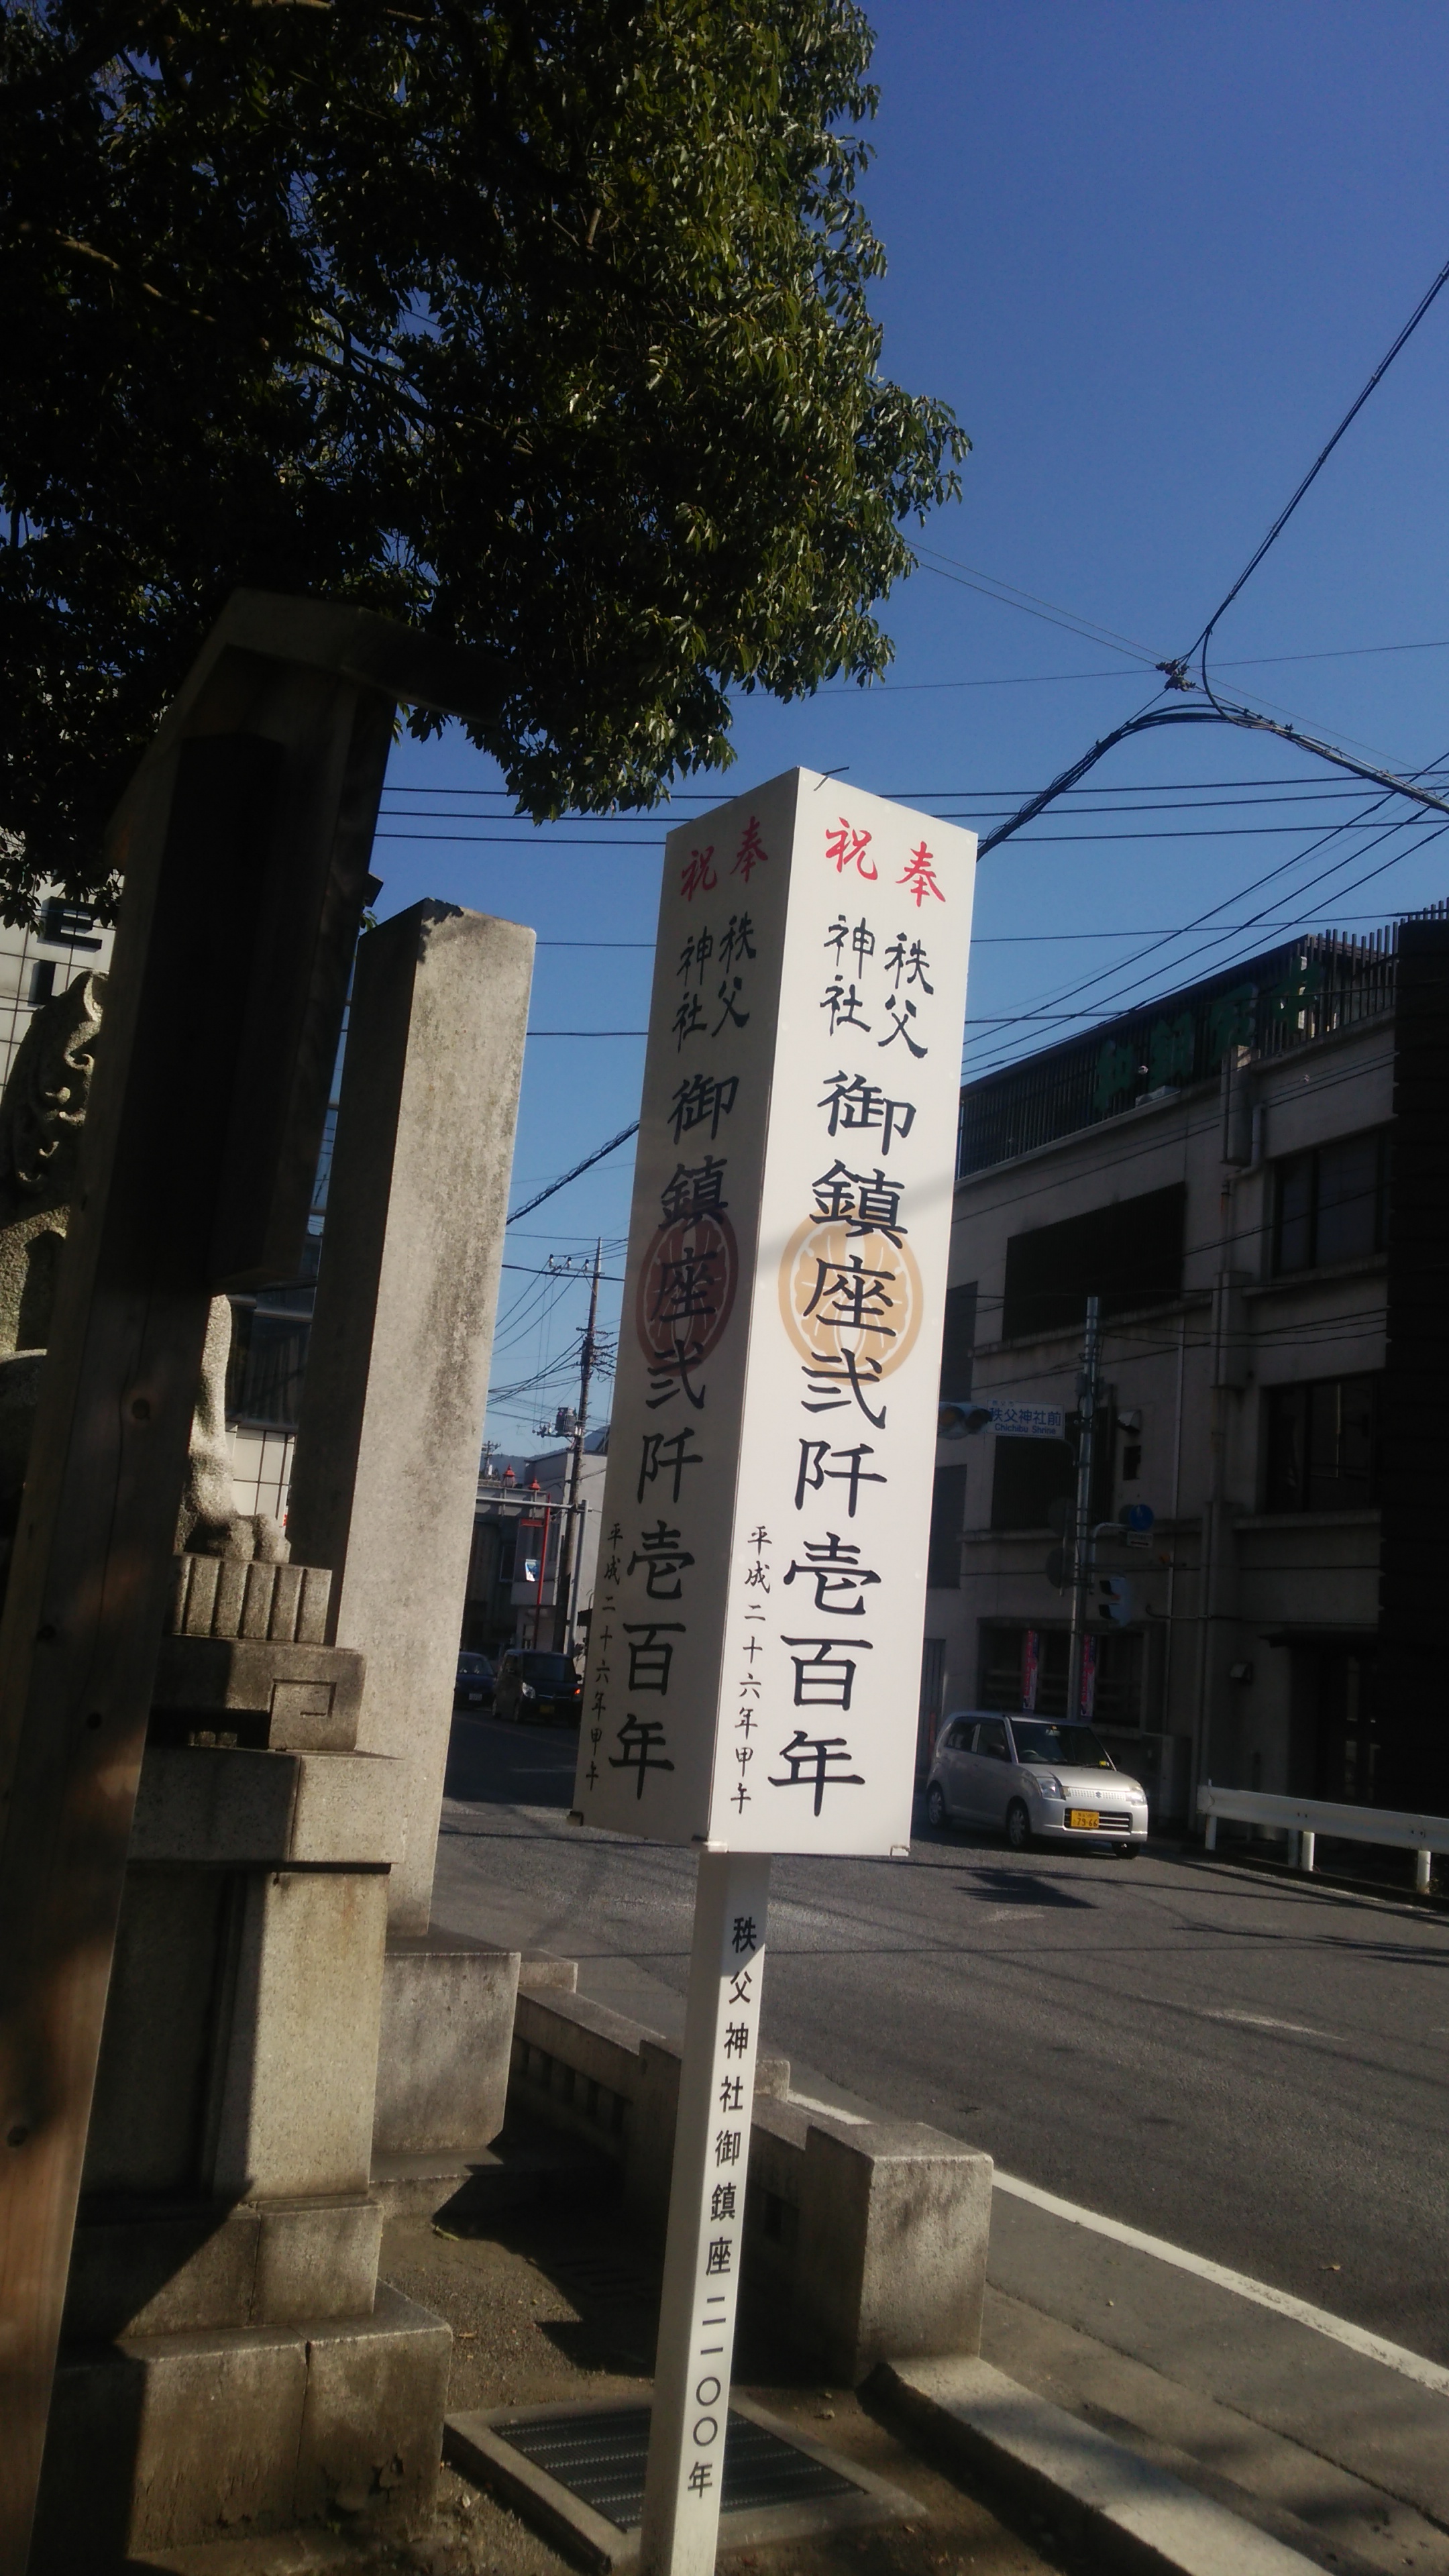 奉祝
秩父
神社
御鎮座弐阡壱百年
平成二十六年甲午
奉祝
秩父
神社
御鎮座弐阡壱百年
平成二十六年甲午
秩父神社御鎮座二一〇〇年
秩父神社前
Chichibu Shrine